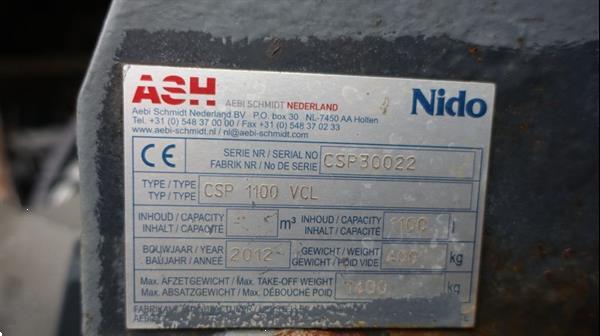 ASH AEBI SCHMIDT NEDERLAND Nido
Aebi Schmidt Nederland BV P.O. box 30 NL-7450 AA Holten
Tel. +31 (0) 548 37 00 00 / Fax +31 (0) 548 37 02 33
www.aebi-schmidt.nl / nl@aebi-schmidt.com
CE
SERIE NR / SERIAL NO CSP30022
FABRIK NR / No DE SERIE
TYPE / TYPE CSP 1100 VCL
TYP / TYPE
INHOUD / CAPACITY m³ INHOUD / CAPACITY 1100 l
INHALT / CAPACITÉ INHALT / CAPACITÉ
BOUWJAAR / YEAR 2012 GEWICHT / WEIGHT 400 kg
BAUJAHR / ANNEÉ GEWICHT / POID VIDE
Max. AFZETGEWICHT / Max. TAKE-OFF WEIGHT kg
Max. ABSATZGEWICHT / Max. DÉBOUCHÉ POID